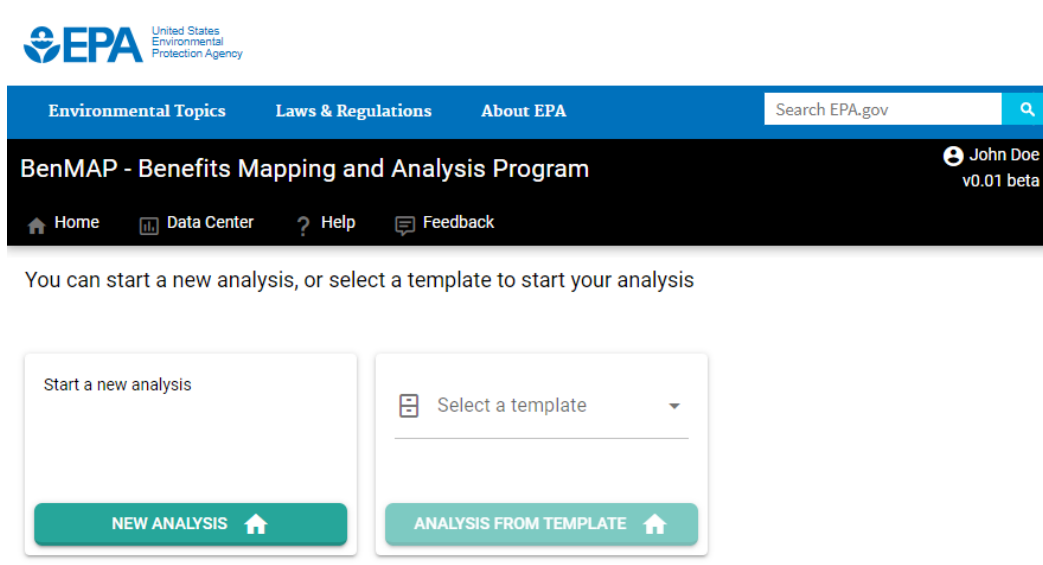 EPA
United States
Environmental
Protection Agency
Environmental Topics Laws & Regulations About EPA Search EPA.gov
BenMAP - Benefits Mapping and Analysis Program
John Doe
v0.01 beta
Home Data Center ? Help Feedback
You can start a new analysis, or select a template to start your analysis
Start a new analysis
Select a template
NEW ANALYSIS
ANALYSIS FROM TEMPLATE